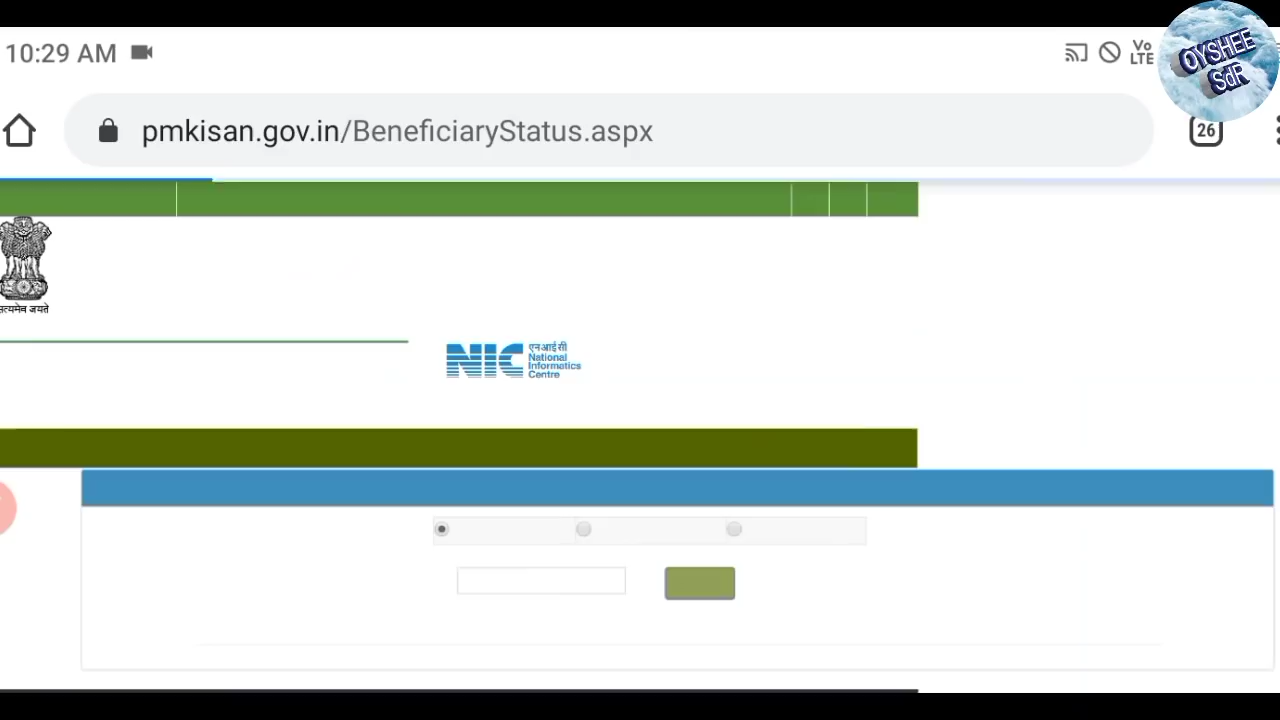 10:29 AM
Vo
LTE
OYSHEE
SdR
pmkisan.gov.in/BeneficiaryStatus.aspx
26
सत्यमेव जयते
NIC
एनआईसी
National
Informatics
Centre